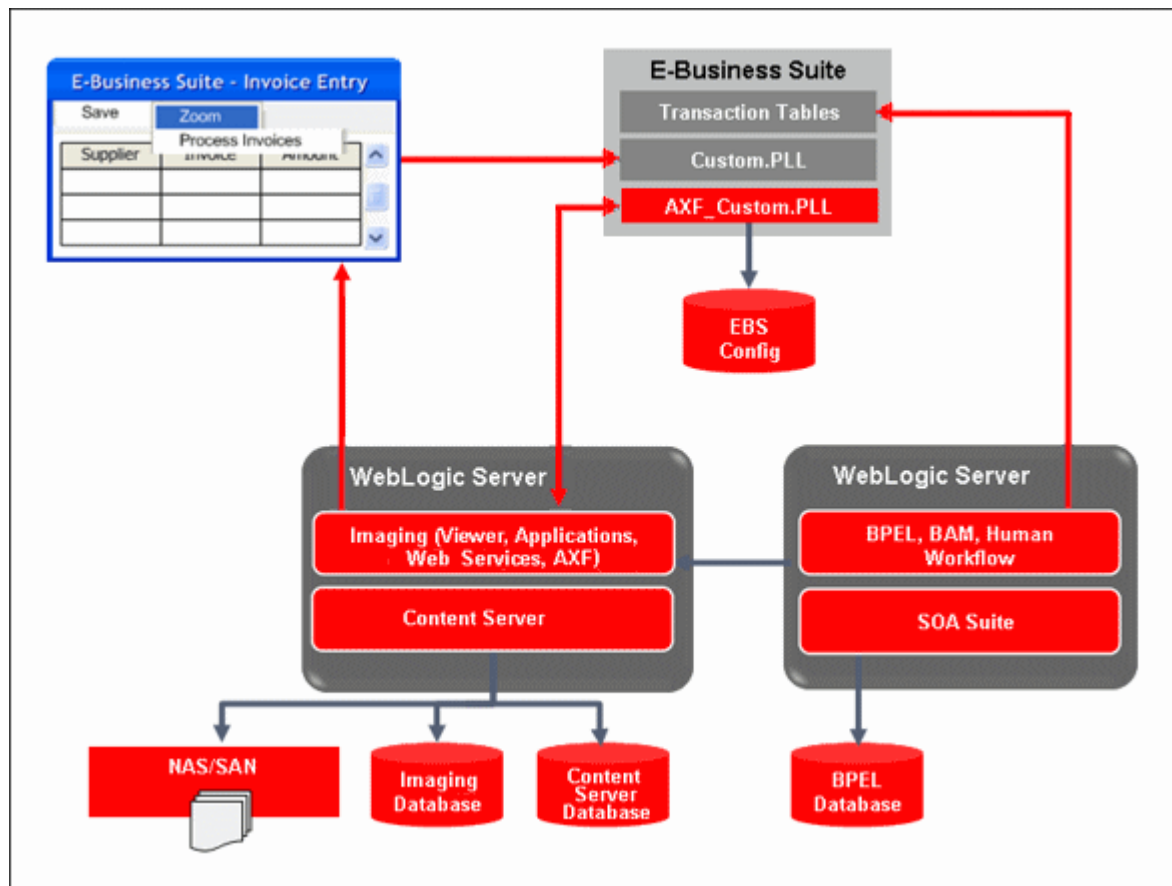 E-Business Suite - Invoice Entry
Save
Zoom
Process Invoices
Supplier
Invoice
Amount
E-Business Suite
Transaction Tables
Custom.PLL
AXF_Custom.PLL
EBS
Config
WebLogic Server
Imaging (Viewer, Applications,
Web Services, AXF)
Content Server
WebLogic Server
BPEL, BAM, Human
Workflow
SOA Suite
NAS/SAN
Imaging
Database
Content
Server
Database
BPEL
Database